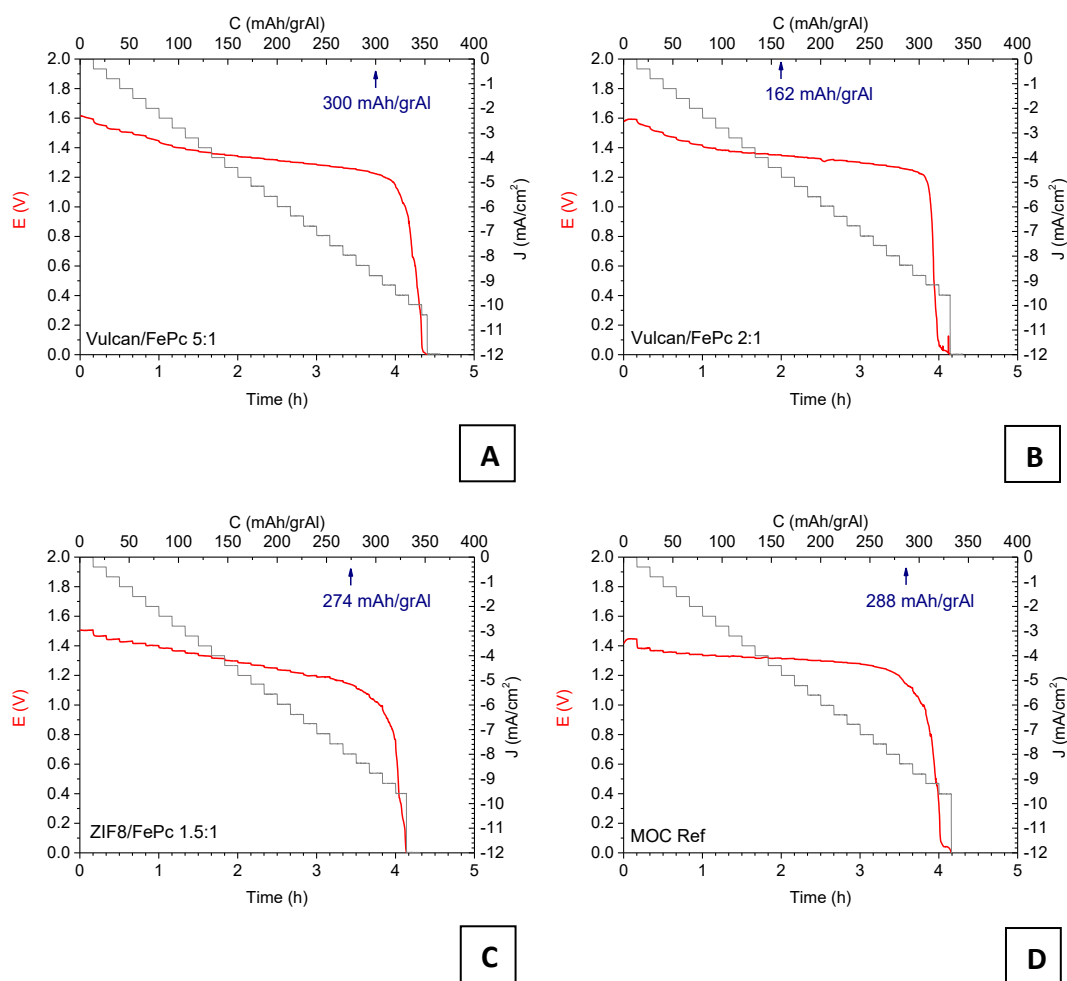 C (mAh/grAl)
0 50 100 150 200 250 300 350 400
2.0 1.8 1.6 1.4 1.2 1.0 0.8 0.6 0.4 0.2 0.0
E (V)
0 -1 -2 -3 -4 -5 -6 -7 -8 -9 -10 -11 -12
J (mA/cm²)
300 mAh/grAl
Vulcan/FePc 5:1
0 1 2 3 4 5
Time (h)
A
C (mAh/grAl)
0 50 100 150 200 250 300 350 400
2.0 1.8 1.6 1.4 1.2 1.0 0.8 0.6 0.4 0.2 0.0
E (V)
0 -1 -2 -3 -4 -5 -6 -7 -8 -9 -10 -11 -12
J (mA/cm²)
162 mAh/grAl
Vulcan/FePc 2:1
0 1 2 3 4 5
Time (h)
B
C (mAh/grAl)
0 50 100 150 200 250 300 350 400
2.0 1.8 1.6 1.4 1.2 1.0 0.8 0.6 0.4 0.2 0.0
E (V)
0 -1 -2 -3 -4 -5 -6 -7 -8 -9 -10 -11 -12
J (mA/cm²)
274 mAh/grAl
ZIF8/FePc 1.5:1
0 1 2 3 4 5
Time (h)
C
C (mAh/grAl)
0 50 100 150 200 250 300 350 400
2.0 1.8 1.6 1.4 1.2 1.0 0.8 0.6 0.4 0.2 0.0
E (V)
0 -1 -2 -3 -4 -5 -6 -7 -8 -9 -10 -11 -12
J (mA/cm²)
288 mAh/grAl
MOC Ref
0 1 2 3 4 5
Time (h)
D